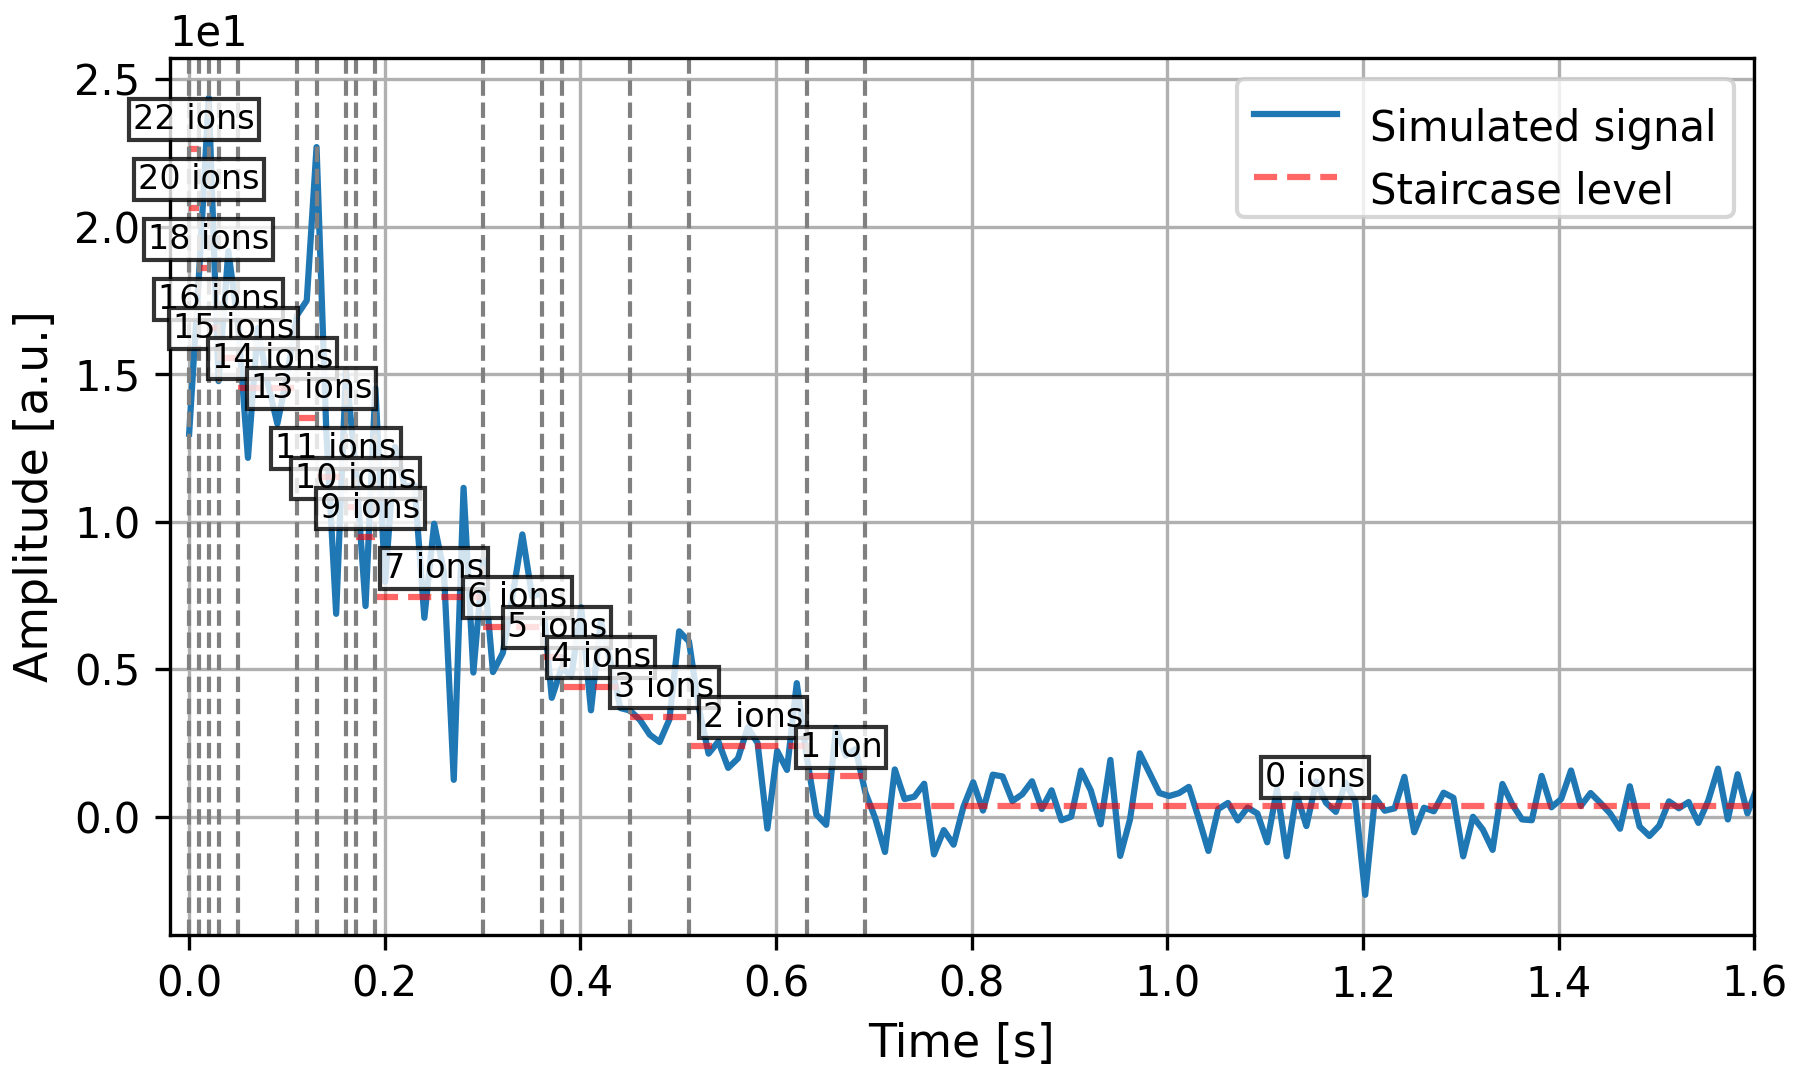 1e1
2.5
2.0
1.5
1.0
0.5
0.0
Amplitude [a.u.]
22 ions
20 ions
18 ions
16 ions
15 ions
14 ions
13 ions
11 ions
10 ions
9 ions
7 ions
6 ions
5 ions
4 ions
3 ions
2 ions
1 ion
0 ions
Simulated signal
Staircase level
0.0 0.2 0.4 0.6 0.8 1.0 1.2 1.4 1.6
Time [s]